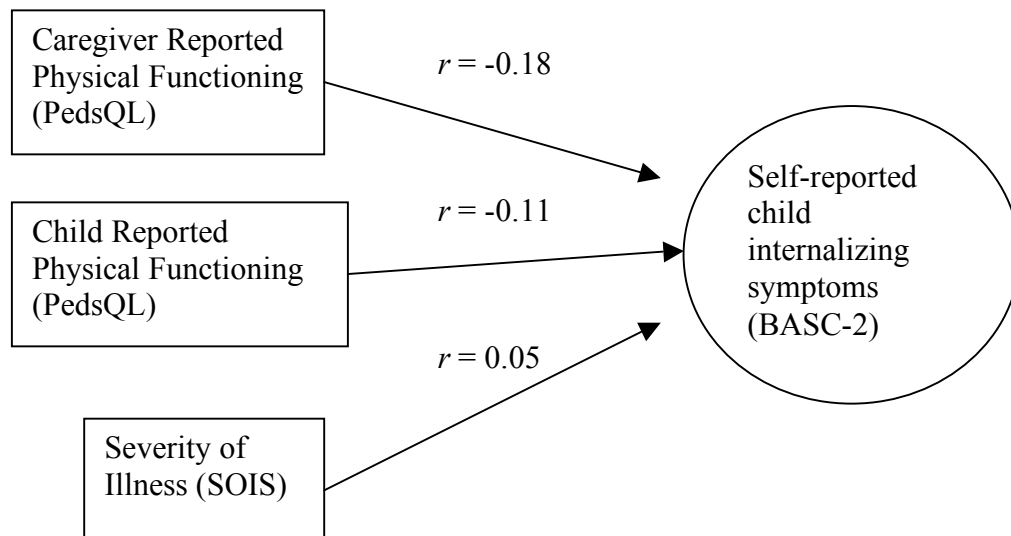 Caregiver Reported
Physical Functioning
(PedsQL)
r = -0.18
Child Reported
Physical Functioning
(PedsQL)
r = -0.11
Severity of
Illness (SOIS)
r = 0.05
Self-reported
child
internalizing
symptoms
(BASC-2)